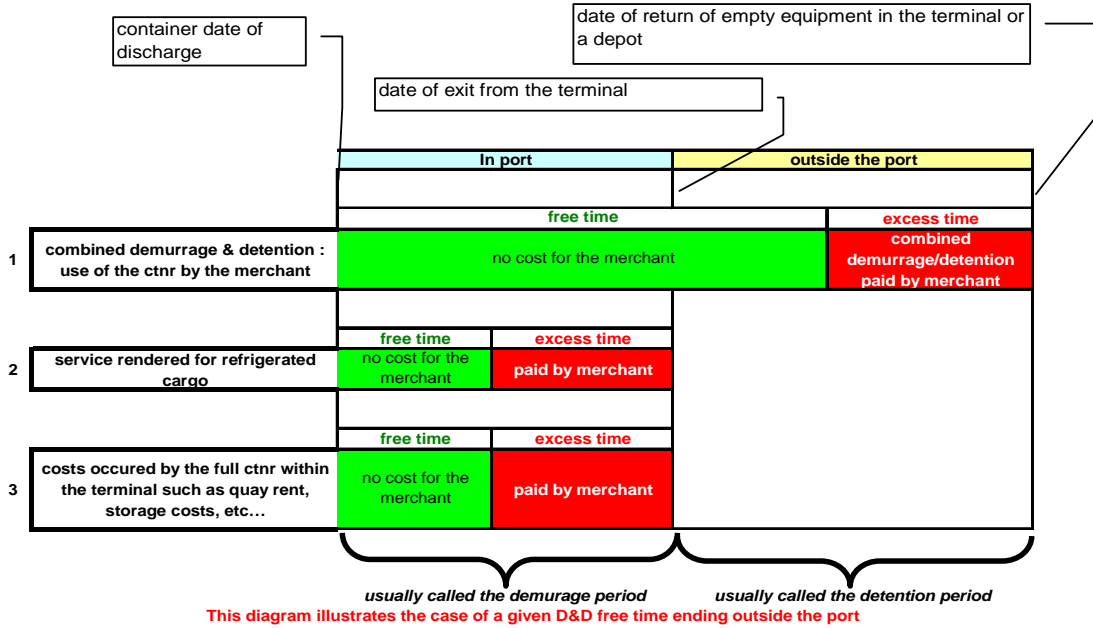 container date of
discharge
date of return of empty equipment in the terminal or
a depot
date of exit from the terminal
In port
outside the port
free time
excess time
1
combined demurrage & detention :
use of the ctnr by the merchant
no cost for the merchant
combined
demurrage/detention
paid by merchant
free time
excess time
2
service rendered for refrigerated
cargo
no cost for the
merchant
paid by merchant
free time
excess time
3
costs occured by the full ctnr within
the terminal such as quay rent,
storage costs, etc…
no cost for the
merchant
paid by merchant
usually called the demurage period
usually called the detention period
This diagram illustrates the case of a given D&D free time ending outside the port